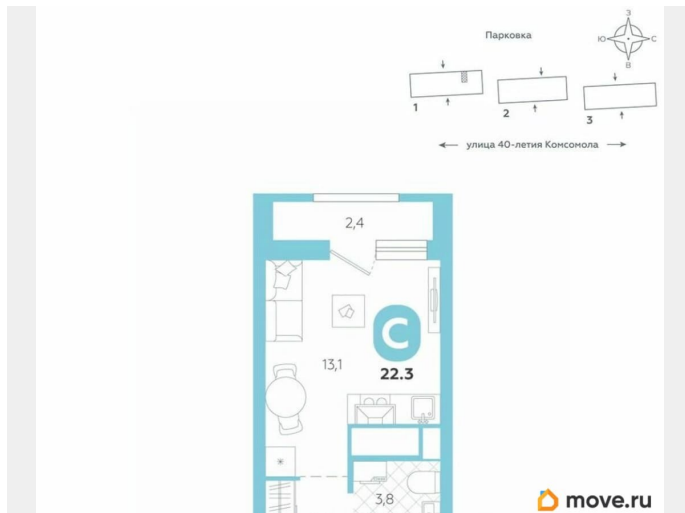 З
Парковка
Ю
С
В
1
2
3
улица 40-летия Комсомола
2,4
С
13,1
22.3
3,8
move.ru